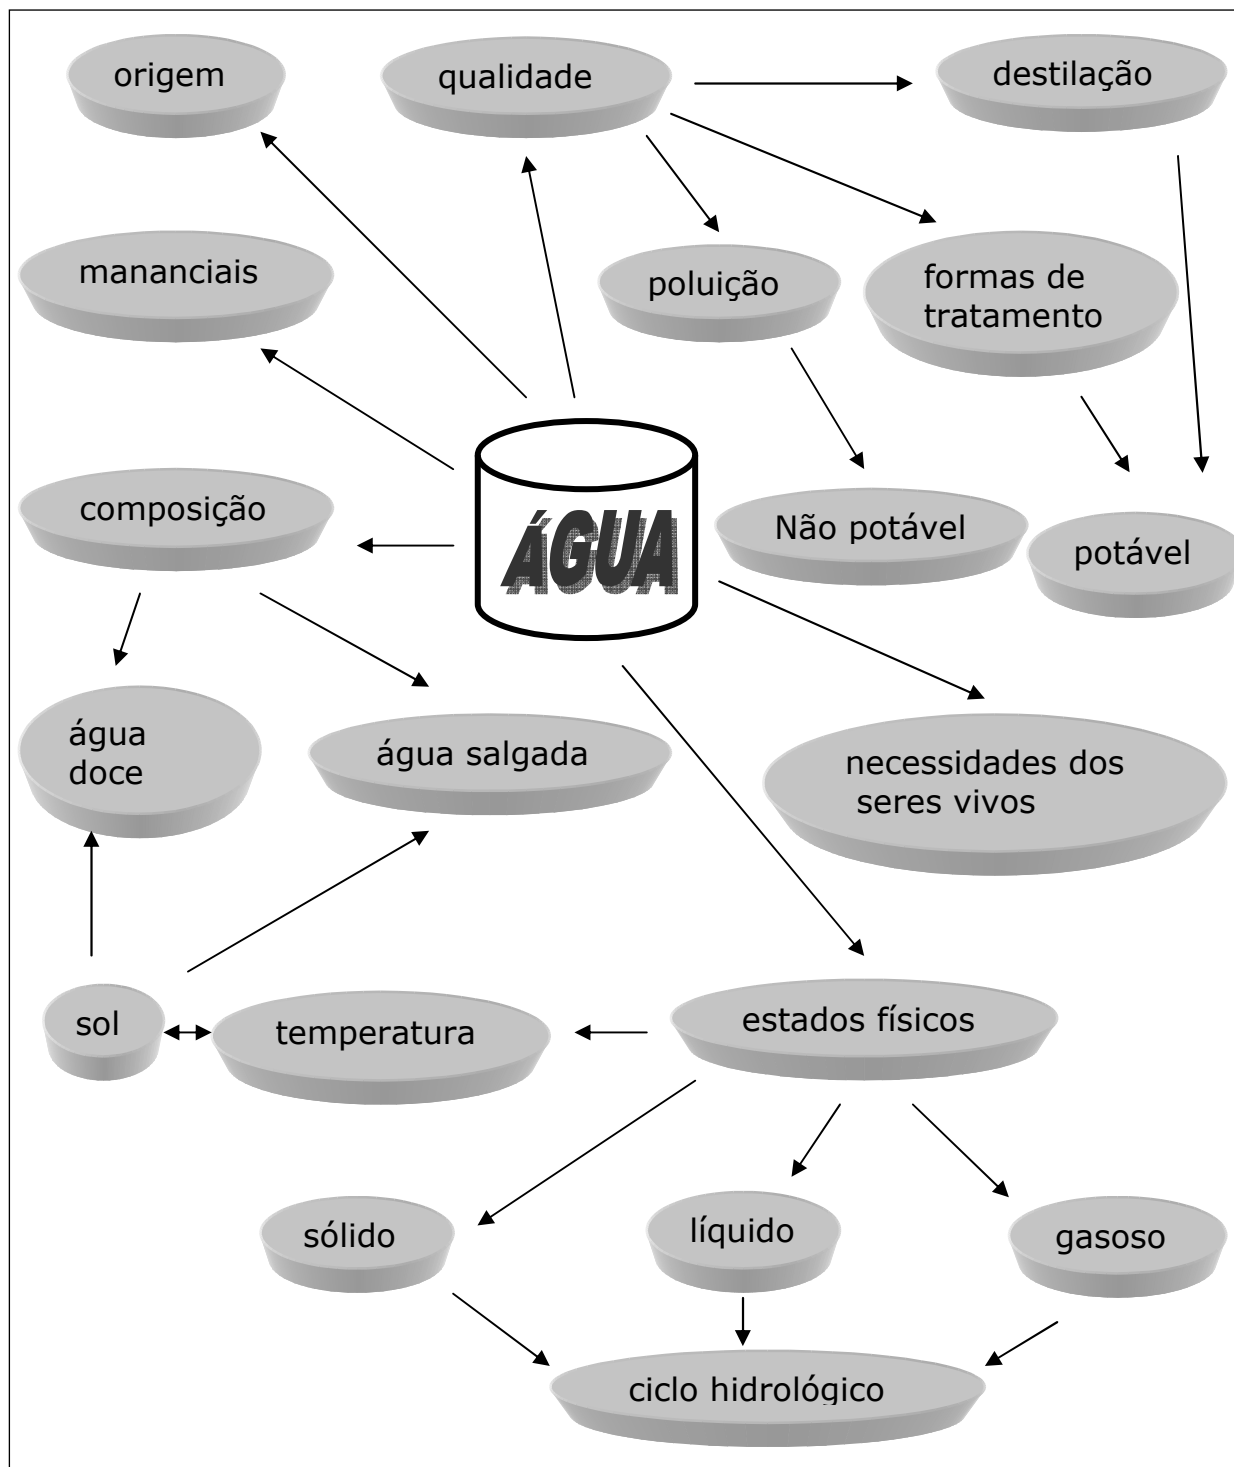 origem
qualidade
destilação
mananciais
poluição
formas de
tratamento
composição
ÁGUA
Não potável
potável
água
doce
água salgada
necessidades dos
seres vivos
sol
temperatura
estados físicos
sólido
líquido
gasoso
ciclo hidrológico